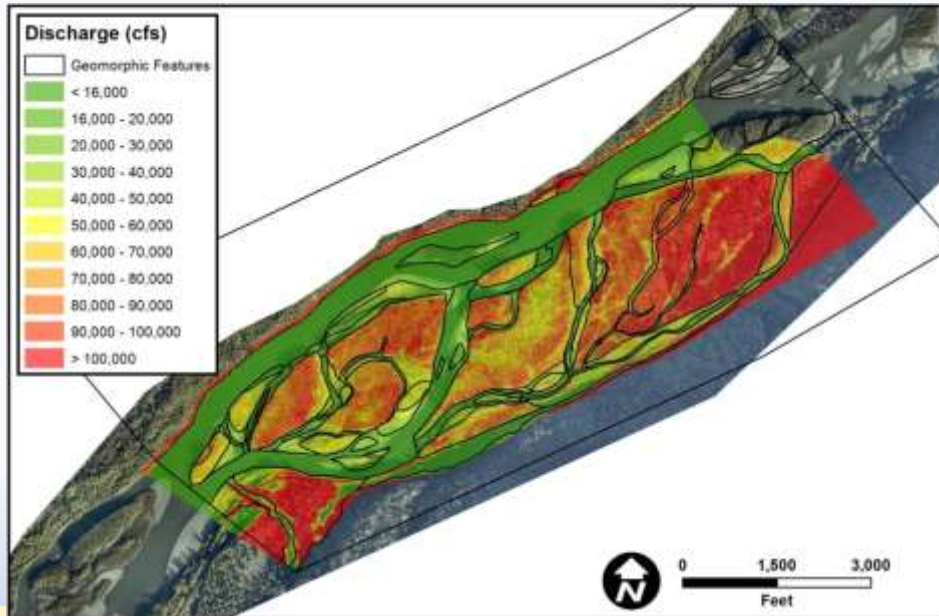 Discharge (cfs)
Geomorphic Features
< 16,000
16,000 - 20,000
20,000 - 30,000
30,000 - 40,000
40,000 - 50,000
50,000 - 60,000
60,000 - 70,000
70,000 - 80,000
80,000 - 90,000
90,000 - 100,000
> 100,000
N
0 1,500 3,000
Feet